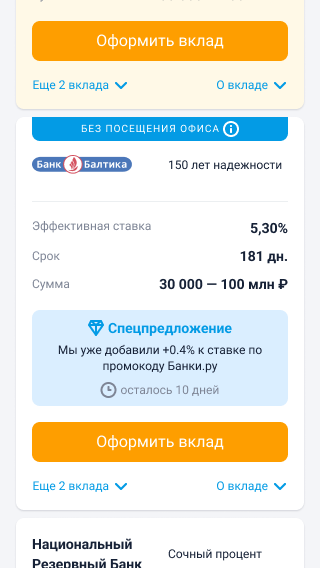 Оформить вклад
Еще 2 вклада
О вкладе
БЕЗ ПОСЕЩЕНИЯ ОФИСА
Банк Балтика
150 лет надежности
Эффективная ставка
5,30%
Срок
181 дн.
Сумма
30 000 — 100 млн ₽
Спецпредложение
Мы уже добавили +0.4% к ставке по
промокоду Банки.ру
осталось 10 дней
Оформить вклад
Еще 2 вклада
О вкладе
Национальный
Резервный Банк
Сочный процент